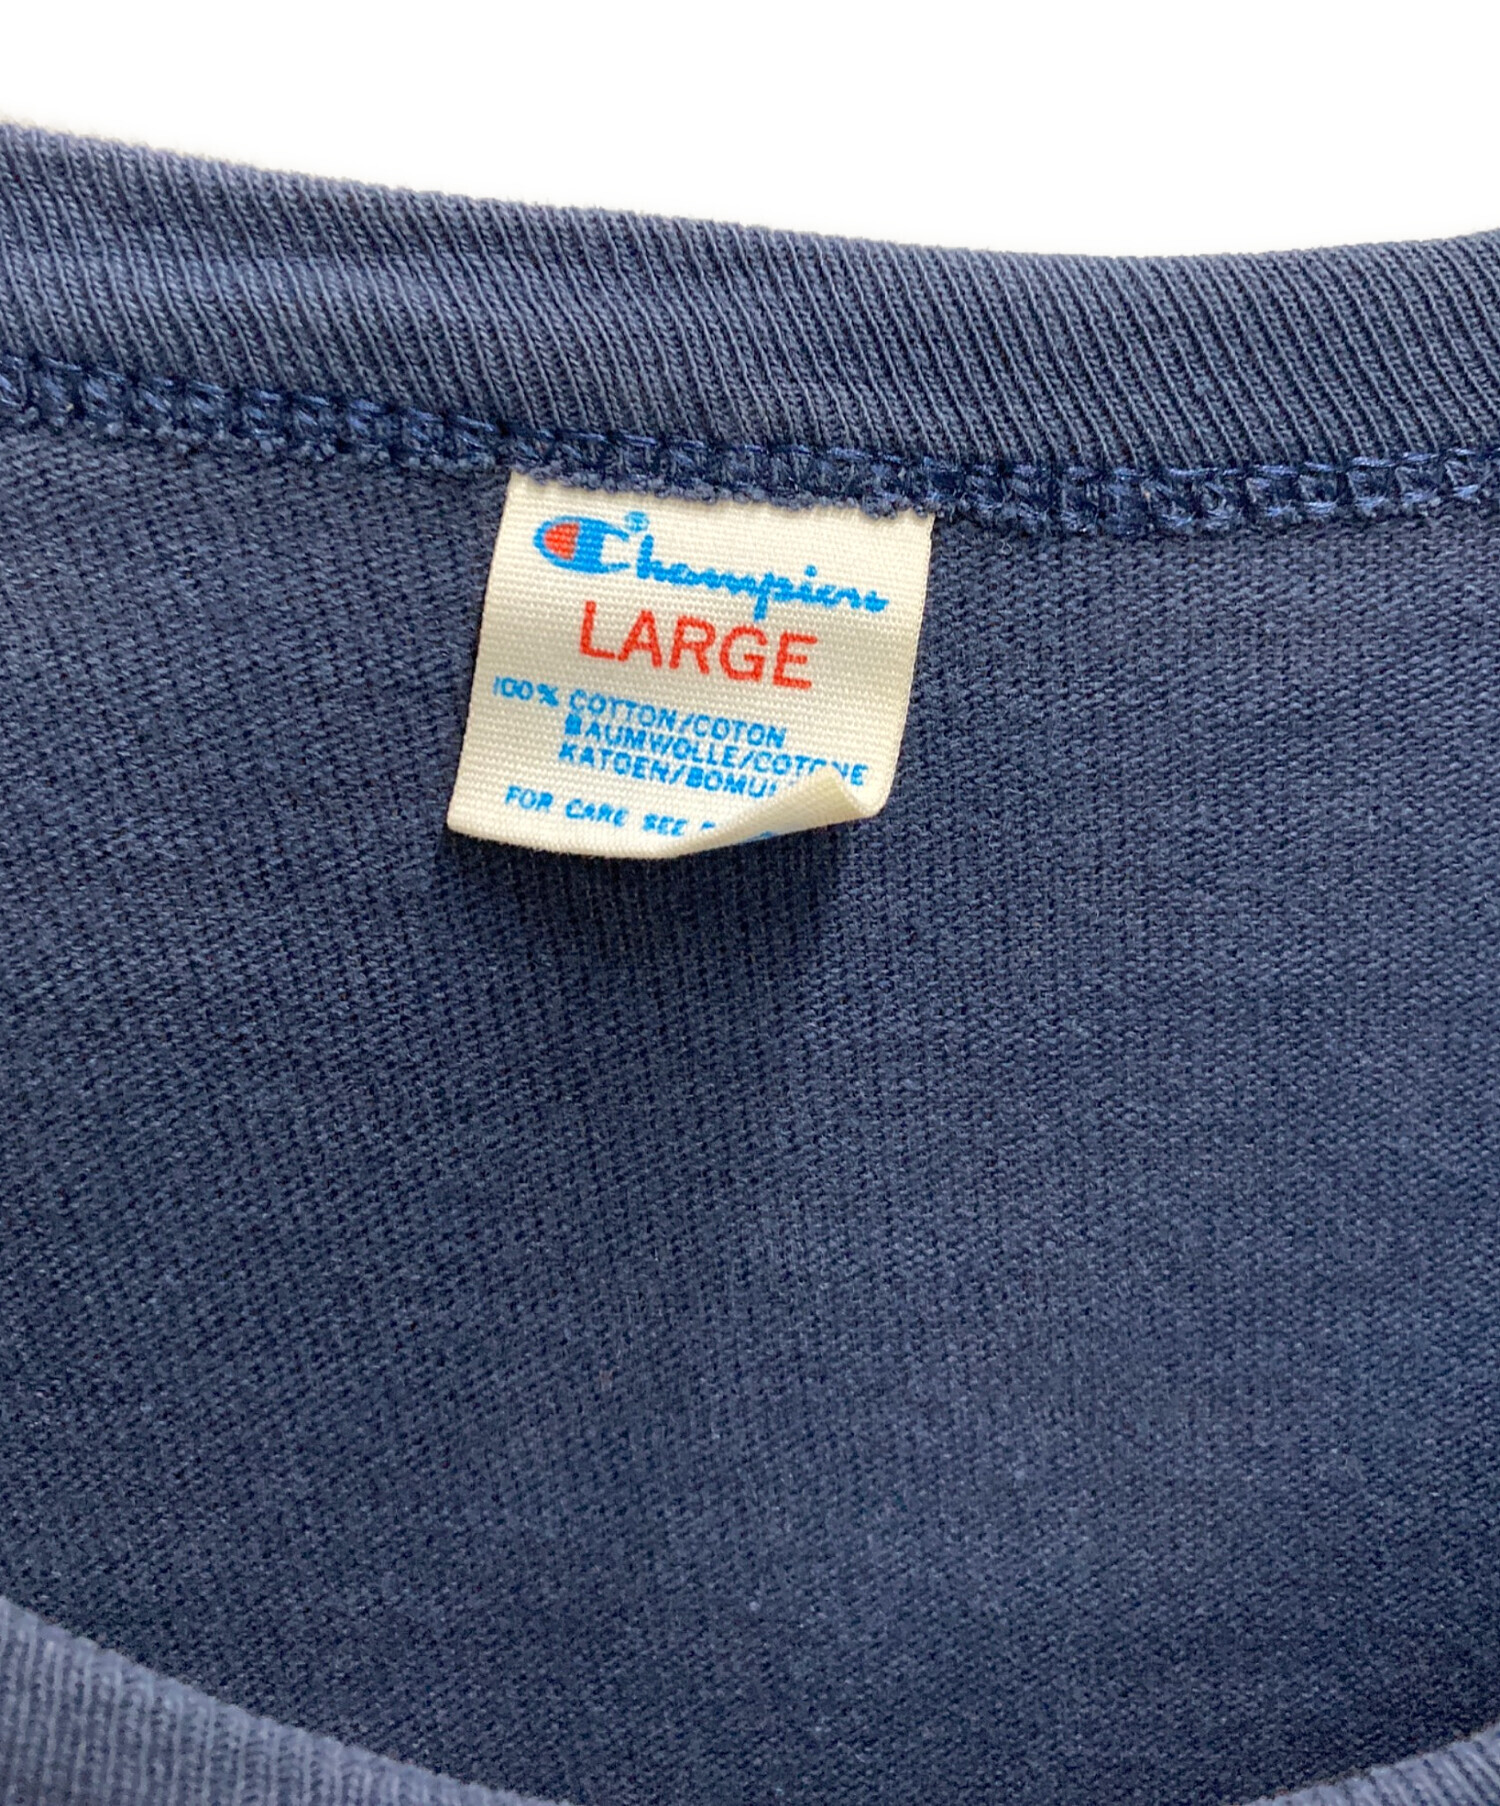 Champion®
LARGE
100% COTTON/COTON
BAUMWOLLE/COTONE
KATOEN/BOMU
FOR CARE SEE